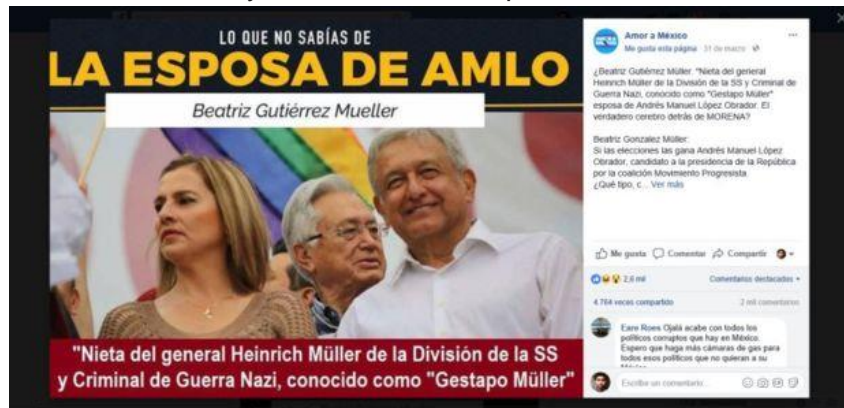 LO QUE NO SABÍAS DE
LA ESPOSA DE AMLO
Beatriz Gutiérrez Mueller
"Nieta del general Heinrich Müller de la División de la SS
y Criminal de Guerra Nazi, conocido como "Gestapo Müller"
Amor a México
Me gusta esta página · 31 de marzo
¿Beatriz Gutiérrez Müller. "Nieta del general
Heinrich Müller de la División de la SS y Criminal de
Guerra Nazi, conocido como "Gestapo Müller"
esposa de Andrés Manuel López Obrador. El
verdadero cerebro detrás de MORENA?
Beatriz Gonzalez Müller:
Si las elecciones las gana Andrés Manuel López
Obrador, candidato a la presidencia de la República
por la coalición Movimiento Progresista.
¿Qué tipo, c... Ver más
Me gusta Comentar Compartir
2,6 mil Comentarios destacados
4.764 veces compartido 2 mil comentarios
Eare Roes Ojalá acabe con todos los
políticos corruptos que hay en México.
Espero que haga más cámaras de gas para
todos esos políticos que no quieran a su
Escribe un comentario...